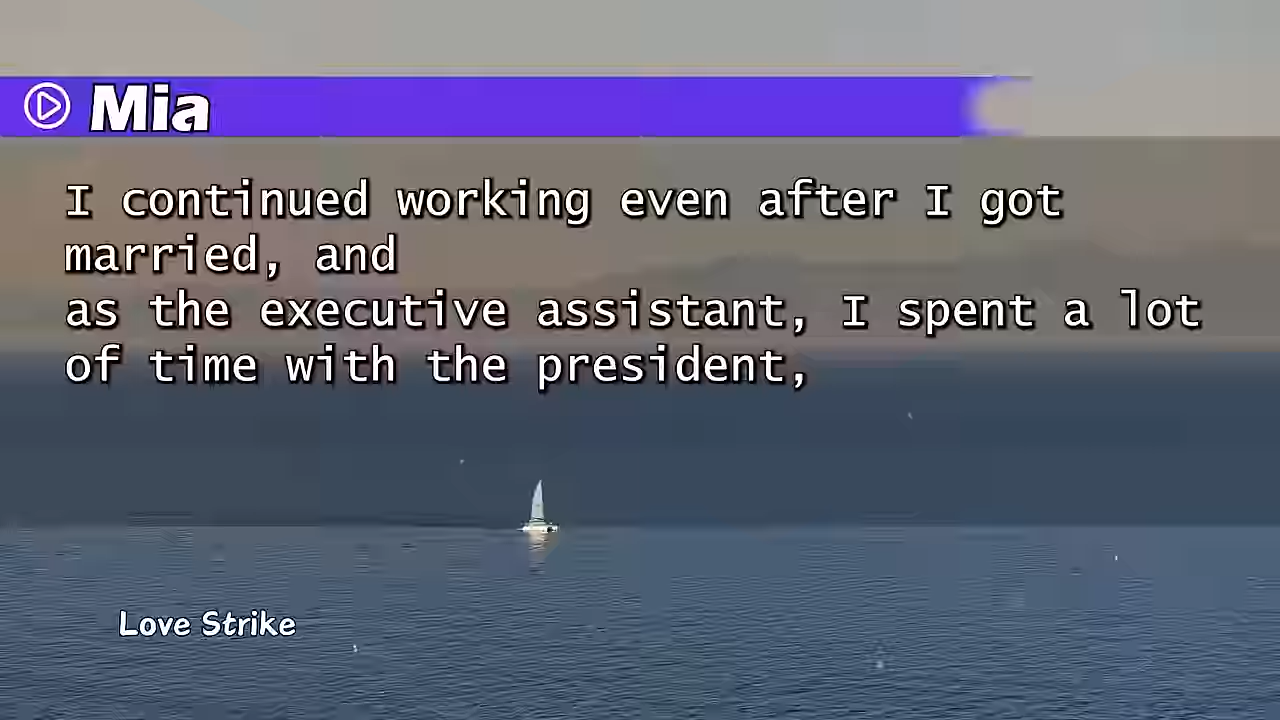 Mia
I continued working even after I got
married, and
as the executive assistant, I spent a lot
of time with the president,
Love Strike